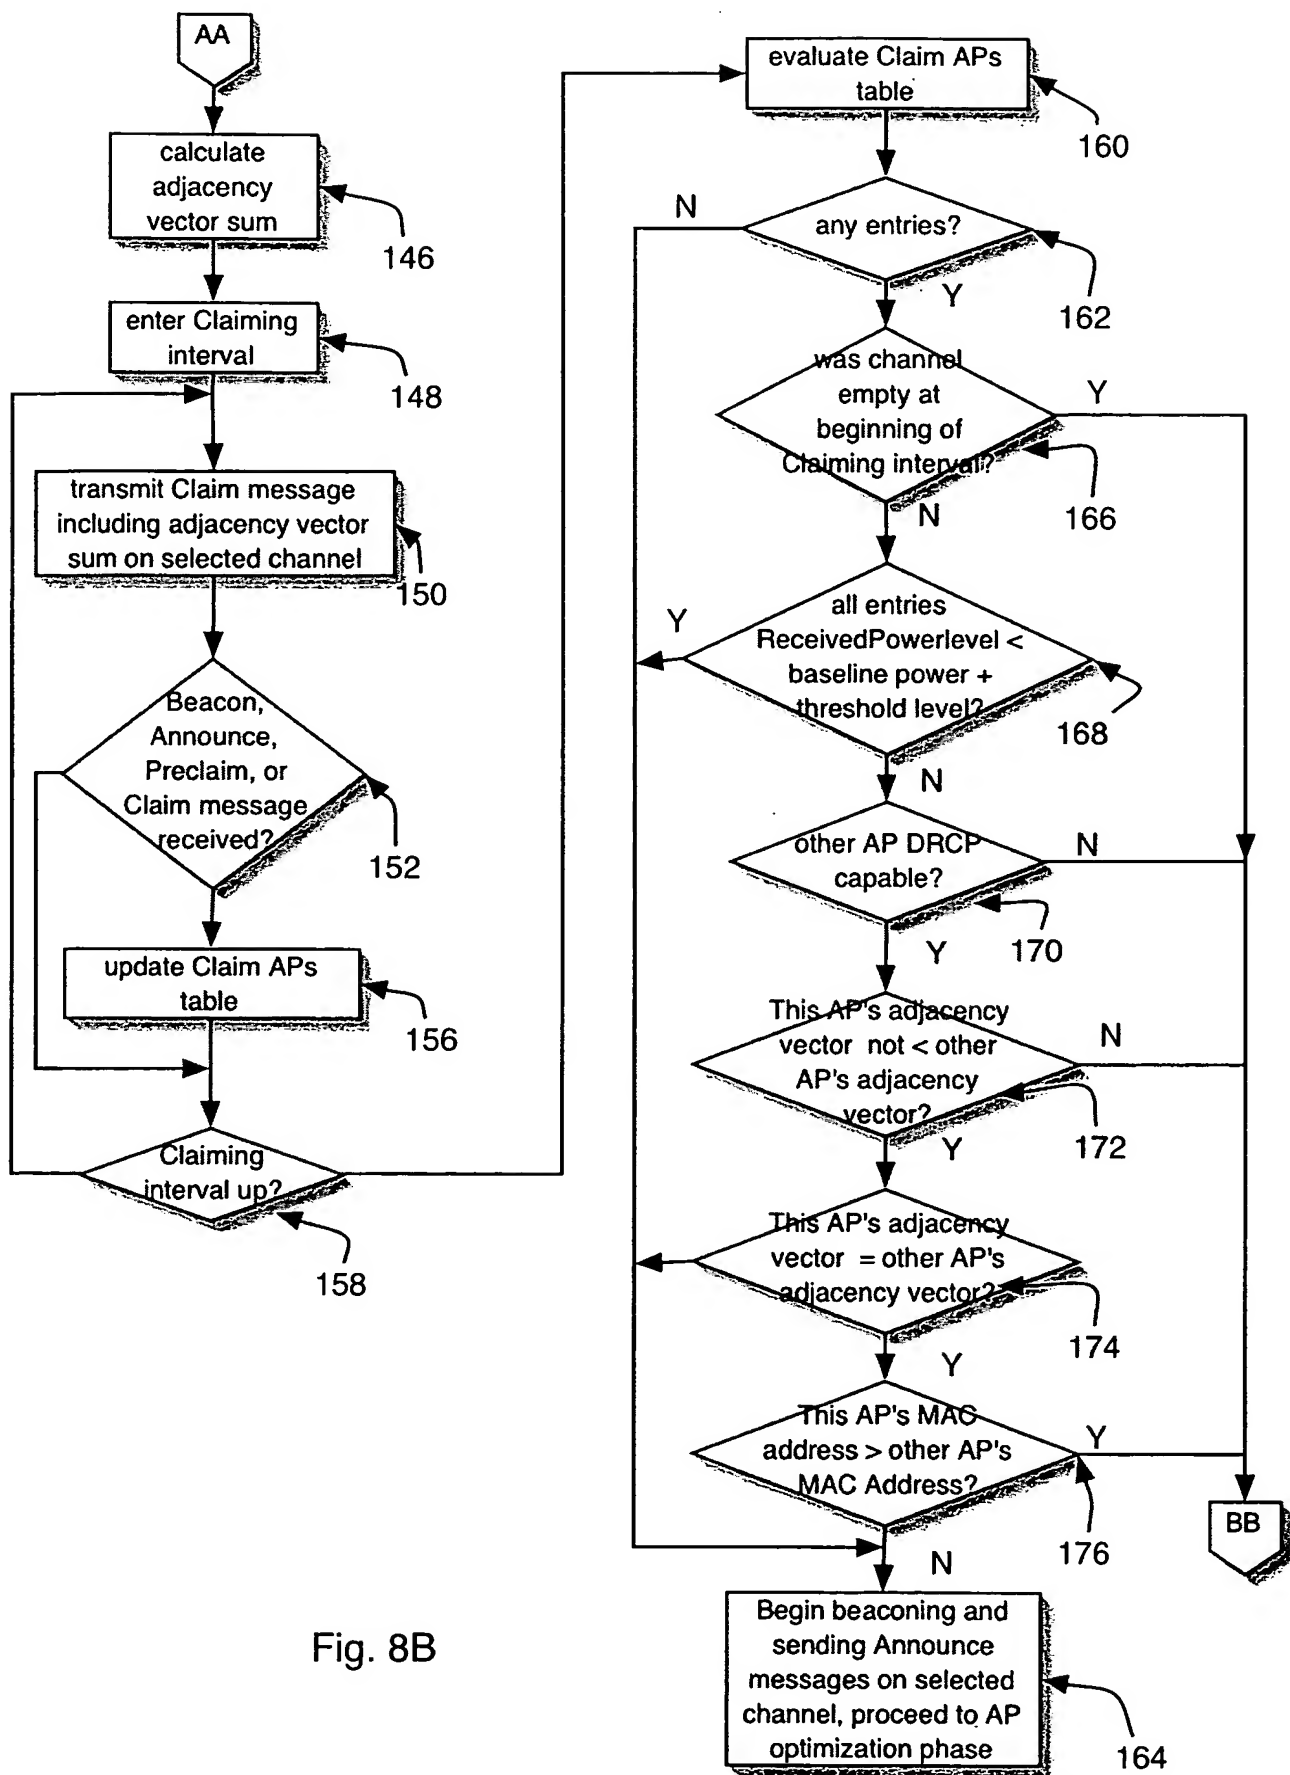 AA
calculate
adjacency
vector sum
146
enter Claiming
interval
148
transmit Claim message
including adjacency vector
sum on selected channel
150
Beacon,
Announce,
Preclaim, or
Claim message
received?
152
update Claim APs
table
156
Claiming
interval up?
158
evaluate Claim APs
table
160
any entries?
N
Y
162
was channel
empty at
beginning of
Claiming interval?
Y
N
166
all entries
ReceivedPowerlevel <
baseline power +
threshold level?
Y
N
168
other AP DRCP
capable?
N
Y
170
This AP's adjacency
vector not < other
AP's adjacency
vector?
N
Y
172
This AP's adjacency
vector = other AP's
adjacency vector?
Y
174
This AP's MAC
address > other AP's
MAC Address?
Y
N
176
BB
Begin beaconing and
sending Announce
messages on selected
channel, proceed to AP
optimization phase
164
Fig. 8B